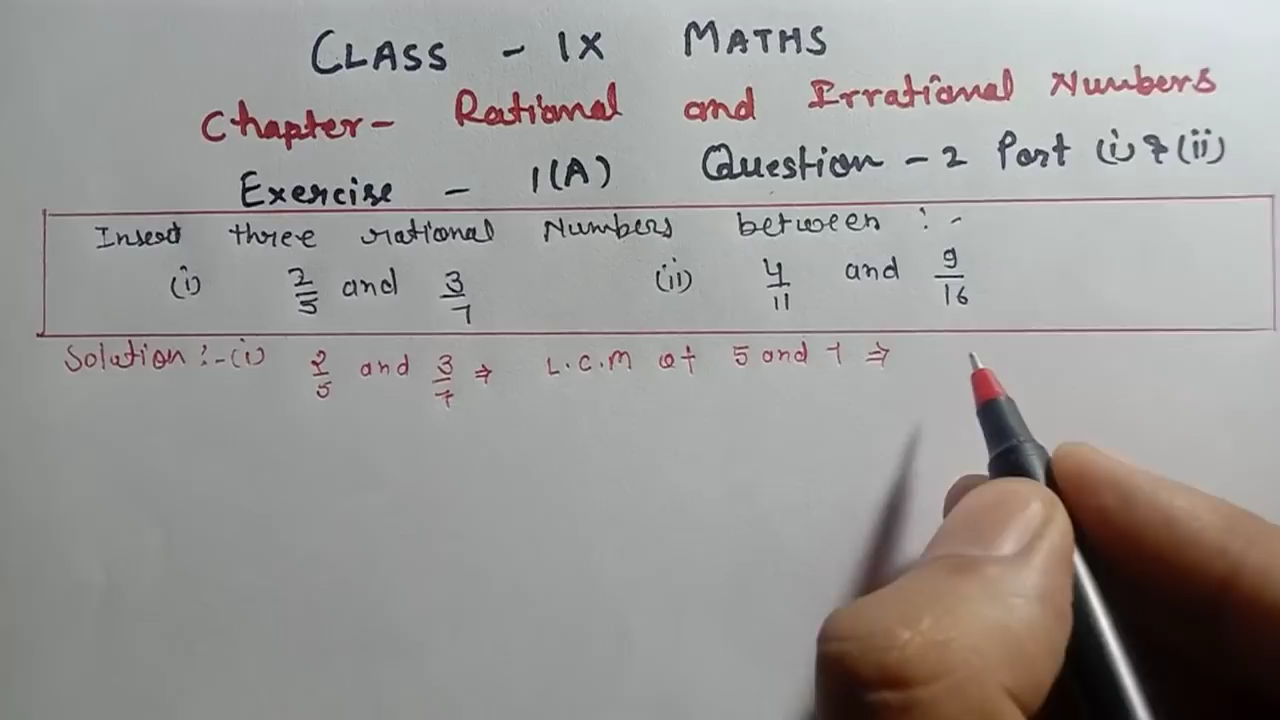 CLASS - IX MATHS
Chapter- Rational and Irrational Numbers
Exercise - 1(A) Question - 2 Part (i) & (ii)
Insert three rational Numbers between :-
(i) 2/5 and 3/7 (ii) 4/11 and 9/16
Solution :- (i) 2/5 and 3/7 ⇒ L.C.M of 5 and 7 ⇒